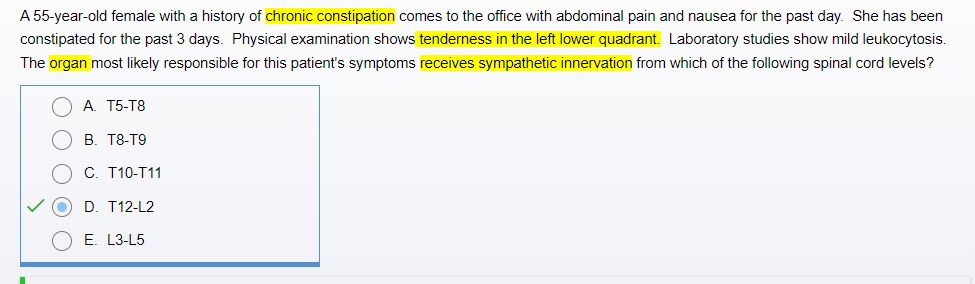 A 55-year-old female with a history of chronic constipation comes to the office with abdominal pain and nausea for the past day. She has been
constipated for the past 3 days. Physical examination shows tenderness in the left lower quadrant. Laboratory studies show mild leukocytosis.
The organ most likely responsible for this patient's symptoms receives sympathetic innervation from which of the following spinal cord levels?
A. T5-T8
B. T8-T9
C. T10-T11
D. T12-L2
E. L3-L5